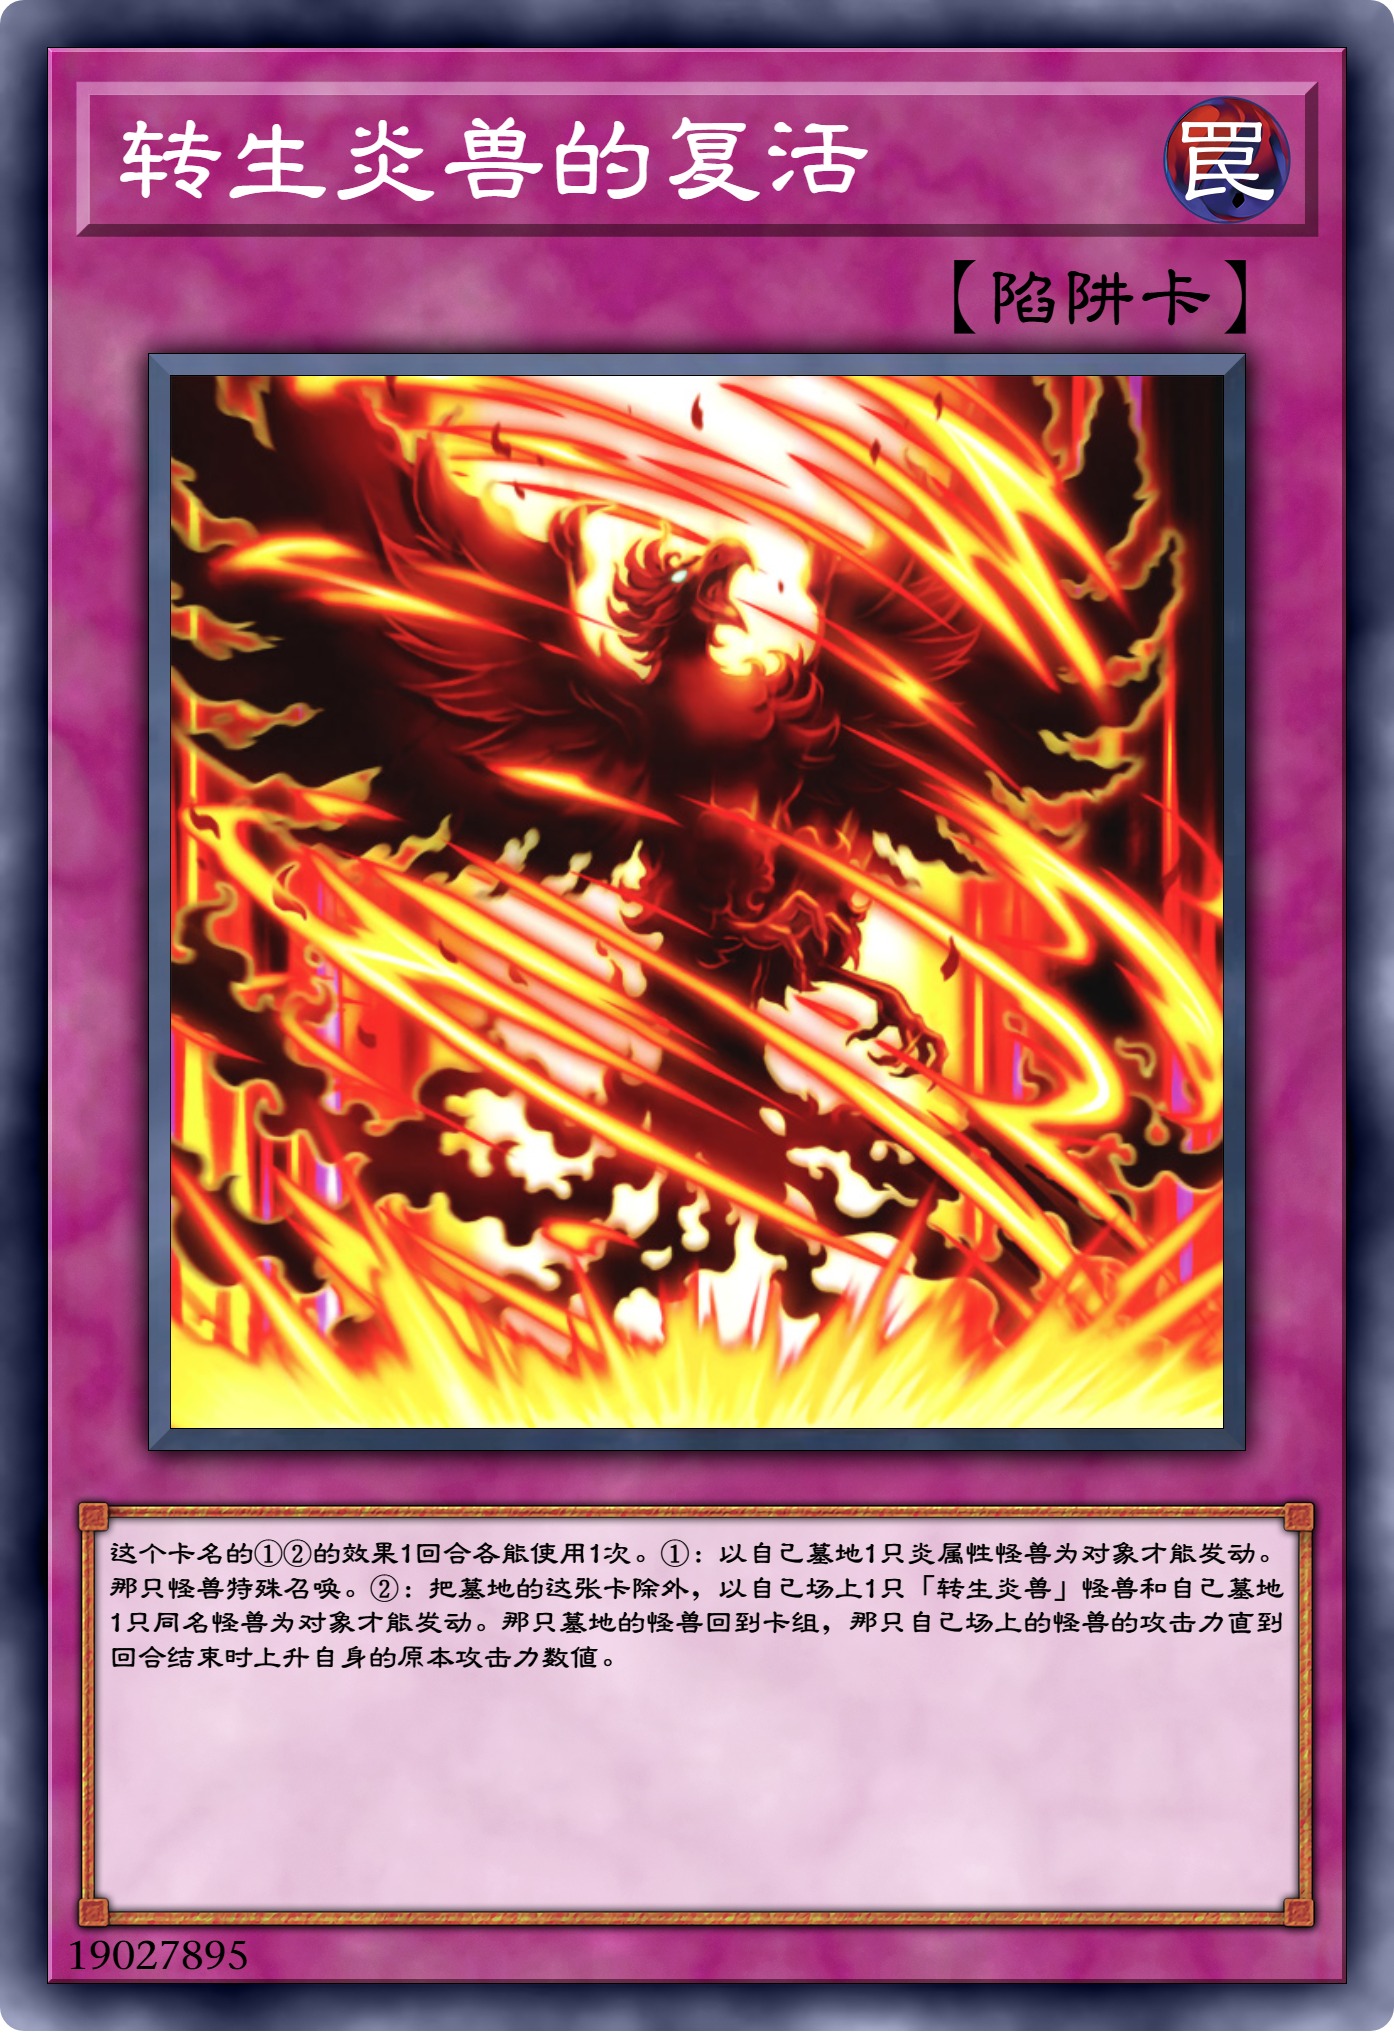 转生炎兽的复活
罠
【陷阱卡】
这个卡名的①②的效果1回合各能使用1次。①：以自己墓地1只炎属性怪兽为对象才能发动。
那只怪兽特殊召唤。②：把墓地的这张卡除外，以自己场上1只「转生炎兽」怪兽和自己墓地
1只同名怪兽为对象才能发动。那只墓地的怪兽回到卡组，那只自己场上的怪兽的攻击力直到
回合结束时上升自身的原本攻击力数值。
19027895